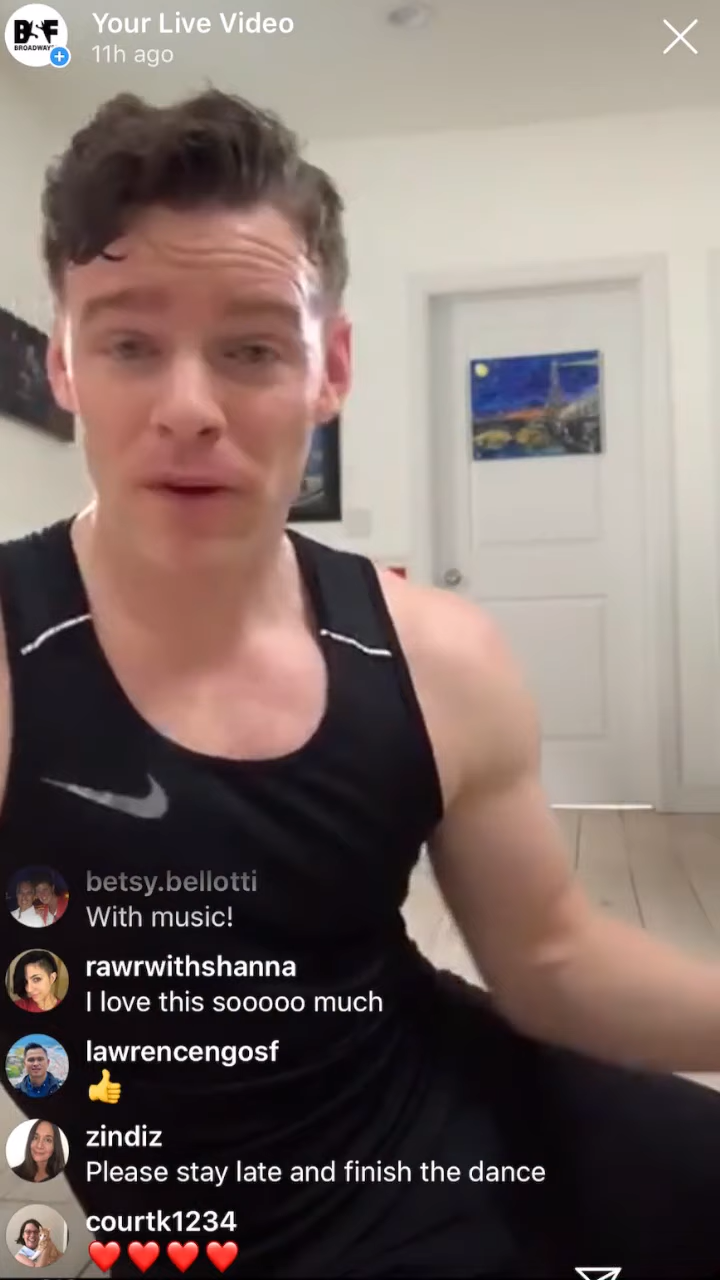 BSF
BROADWAY
Your Live Video
11h ago
betsy.bellotti
With music!
rawrwithshanna
I love this sooooo much
lawrencengosf
👍
zindiz
Please stay late and finish the dance
courtk1234
❤️❤️❤️❤️